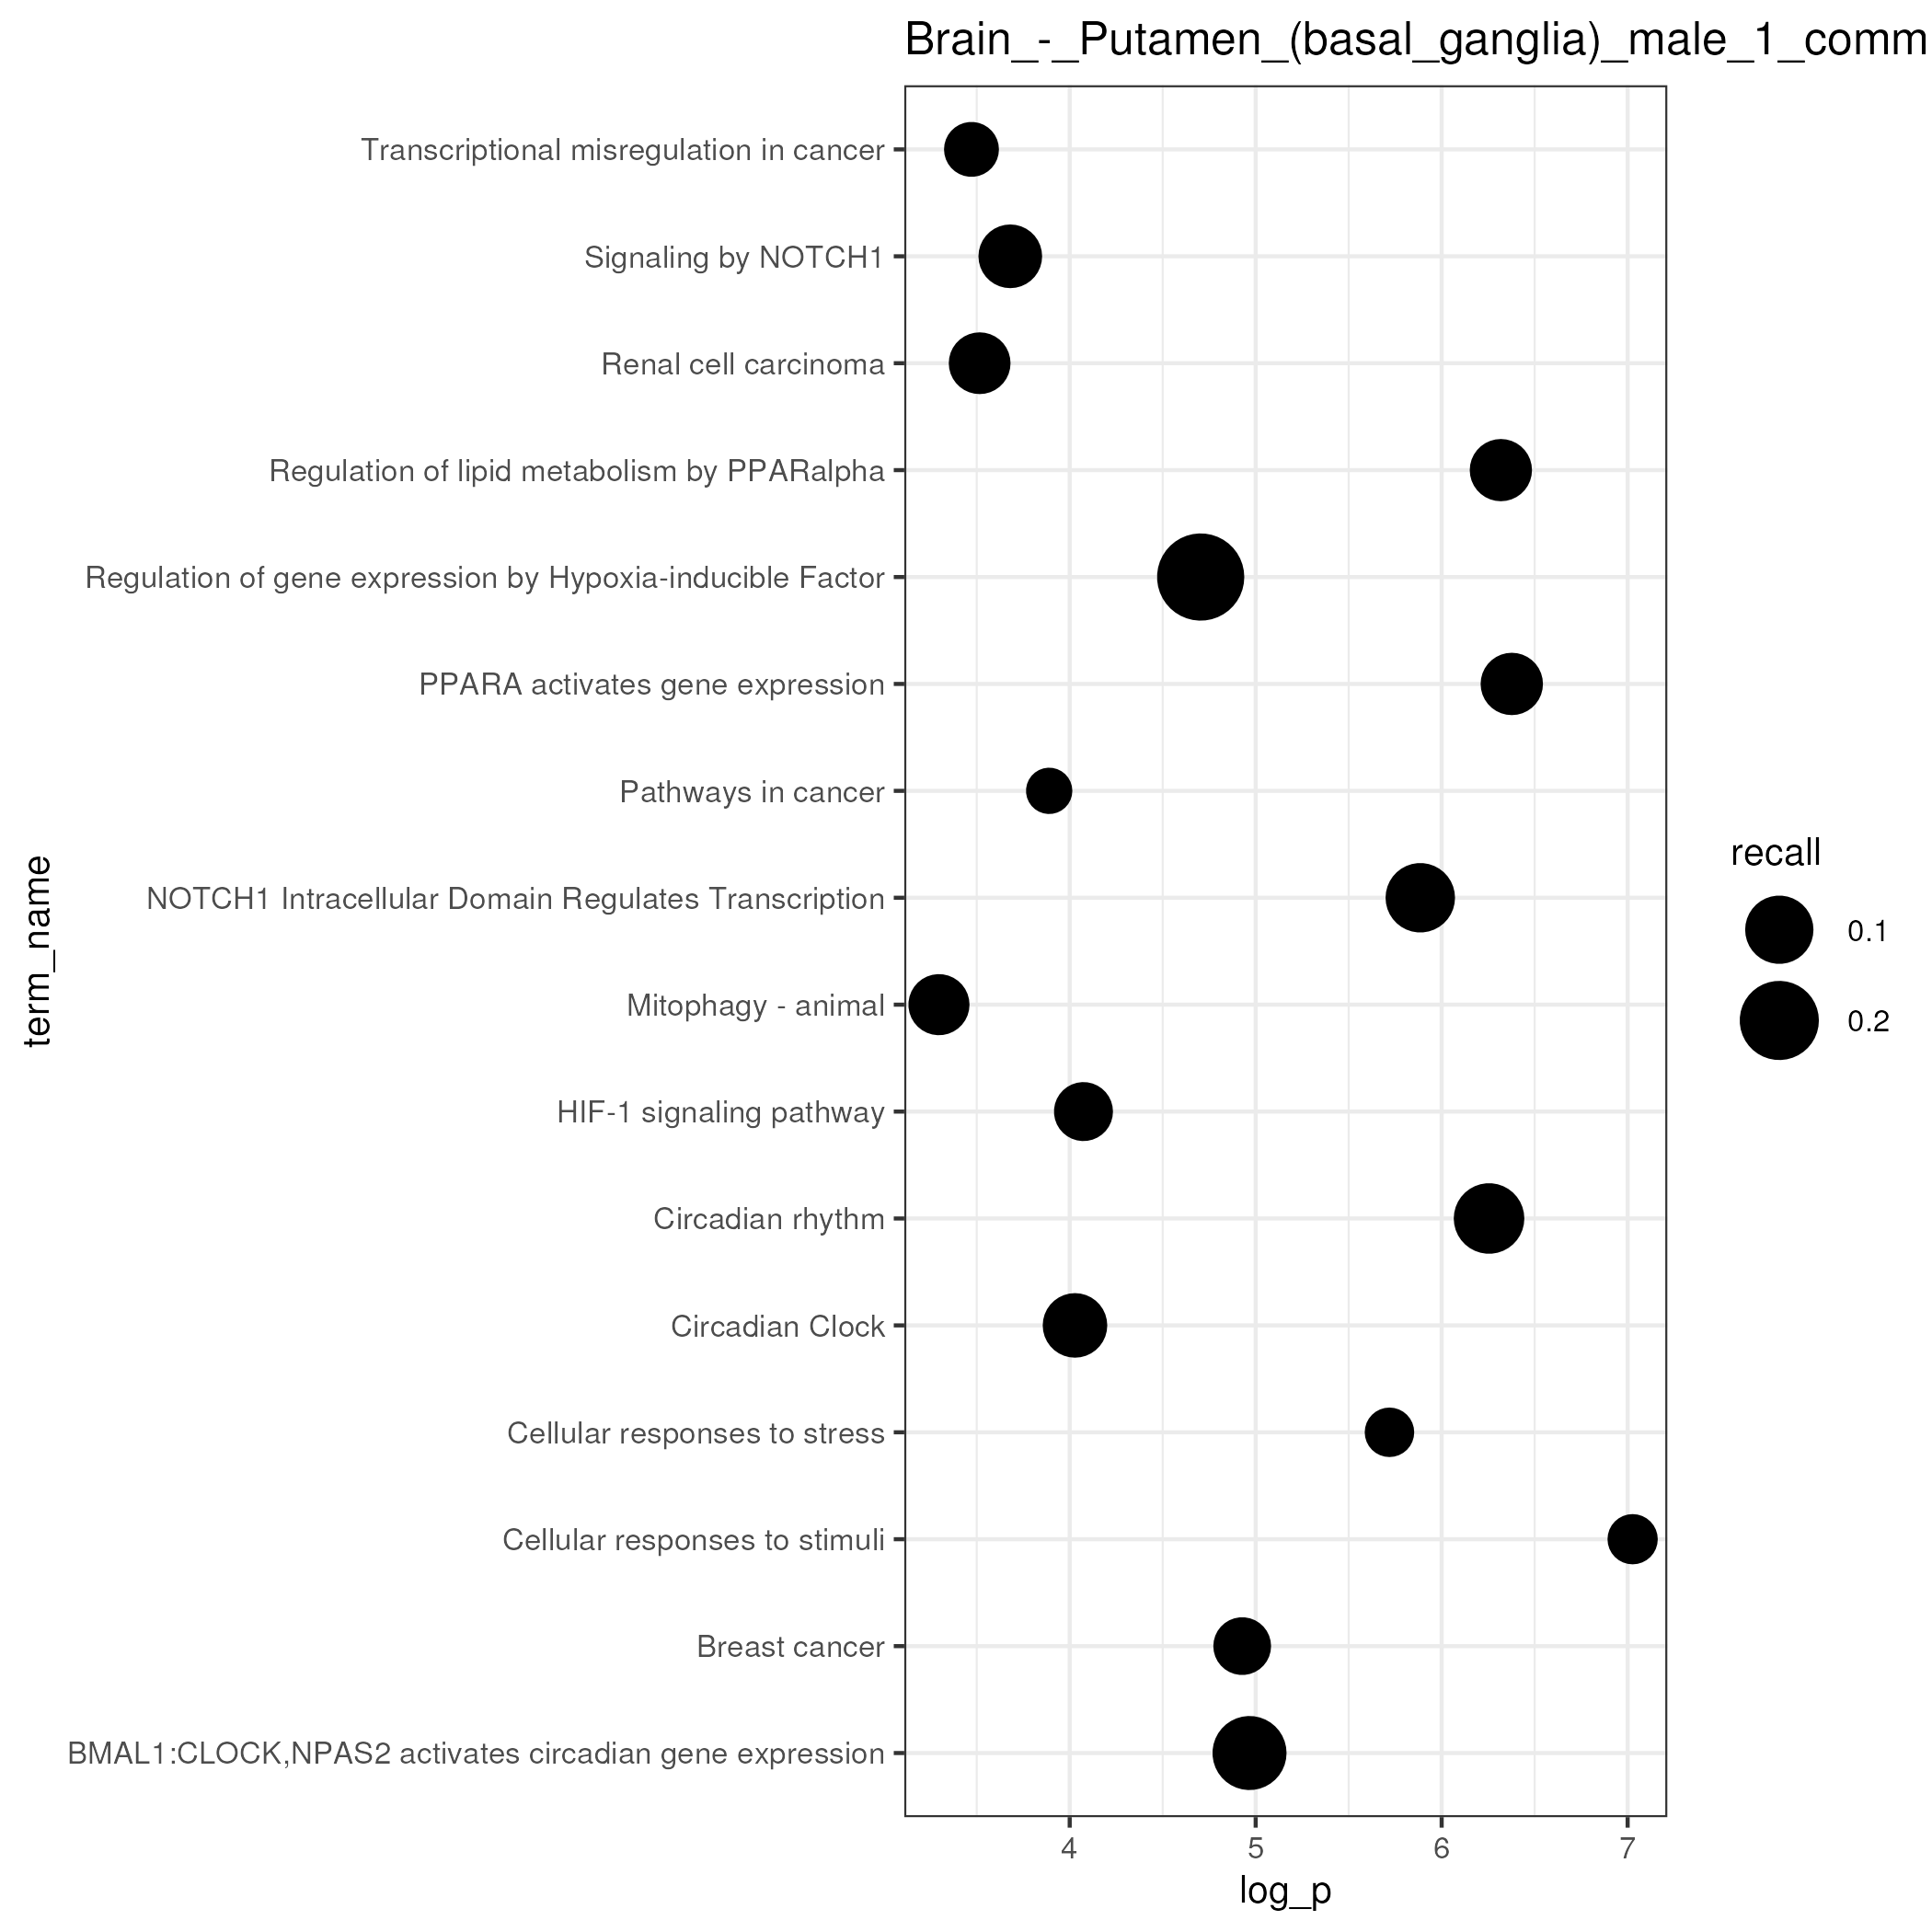 Brain_-_Putamen_(basal_ganglia)_male_1_comm
term_name
Transcriptional misregulation in cancer
Signaling by NOTCH1
Renal cell carcinoma
Regulation of lipid metabolism by PPARalpha
Regulation of gene expression by Hypoxia-inducible Factor
PPARA activates gene expression
Pathways in cancer
NOTCH1 Intracellular Domain Regulates Transcription
Mitophagy - animal
HIF-1 signaling pathway
Circadian rhythm
Circadian Clock
Cellular responses to stress
Cellular responses to stimuli
Breast cancer
BMAL1:CLOCK,NPAS2 activates circadian gene expression
4 5 6 7
log_p
recall
0.1
0.2